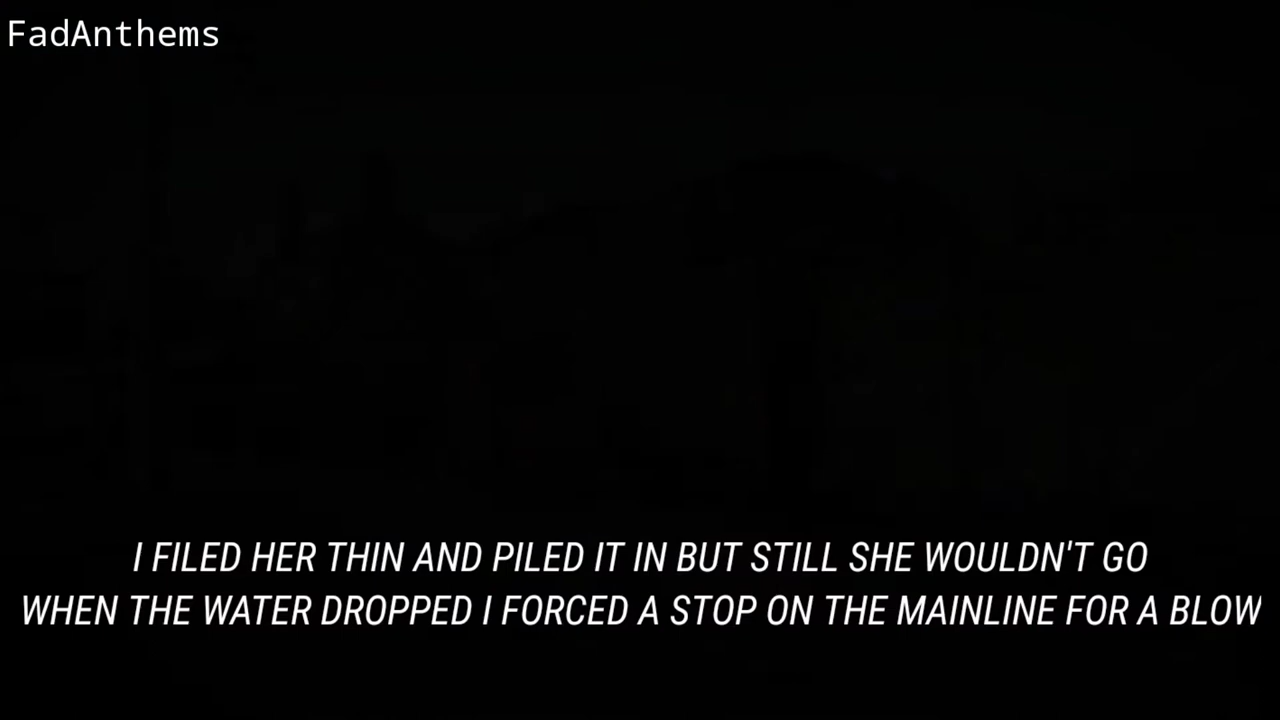 FadAnthems
I FILED HER THIN AND PILED IT IN BUT STILL SHE WOULDN'T GO
WHEN THE WATER DROPPED I FORCED A STOP ON THE MAINLINE FOR A BLOW